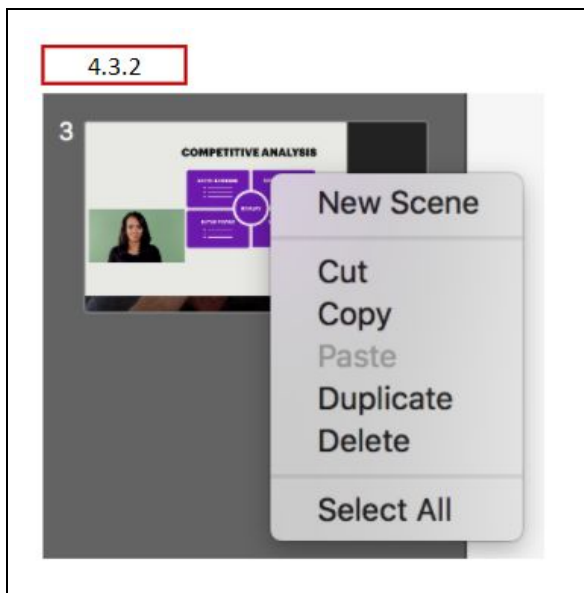 4.3.2
3
COMPETITIVE ANALYSIS
New Scene
Cut
Copy
Paste
Duplicate
Delete
Select All